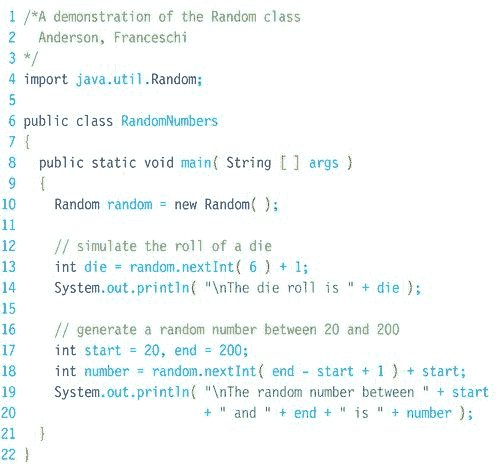 1 /*A demonstration of the Random class
2 Anderson, Franceschi
3 */
4 import java.util.Random;
5
6 public class RandomNumbers
7 {
8 public static void main( String [ ] args )
9 {
10 Random random = new Random( );
11
12 // simulate the roll of a die
13 int die = random.nextInt( 6 ) + 1;
14 System.out.println( "\nThe die roll is " + die );
15
16 // generate a random number between 20 and 200
17 int start = 20, end = 200;
18 int number = random.nextInt( end - start + 1 ) + start;
19 System.out.println( "\nThe random number between " + start
20 + " and " + end + " is " + number );
21 }
22 }